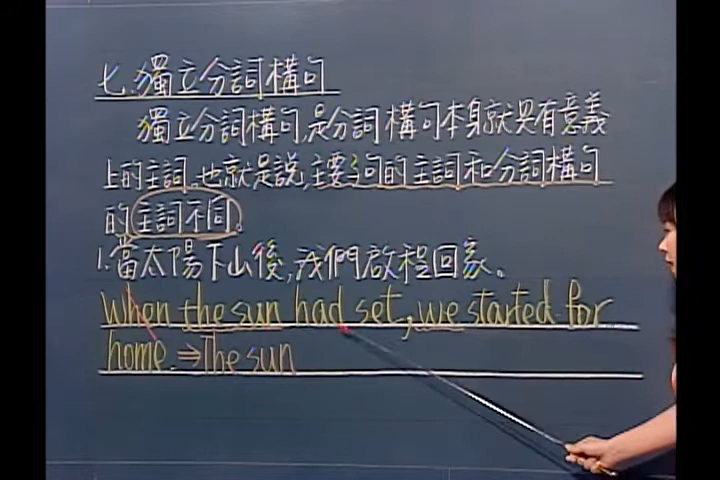 七.獨立分詞構句
獨立分詞構句,是分詞構句本身就具有意義
上的主詞,也就是說,主要句的主詞和分詞構句
的主詞不同。
1.當太陽下山後,我們啟程回家。
When the sun had set, we started for
home. ⇒ The sun